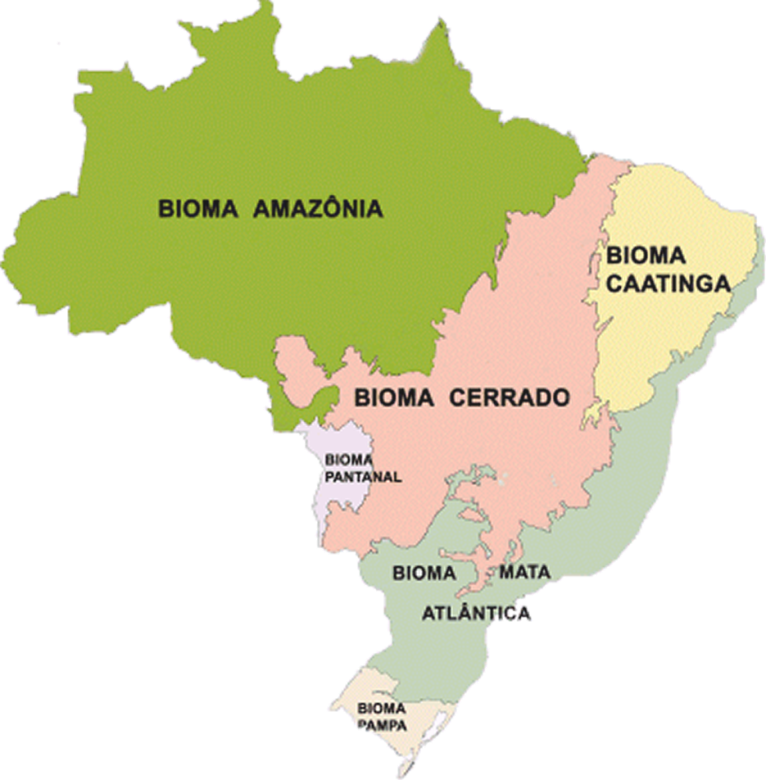 BIOMA AMAZÔNIA
BIOMA
CAATINGA
BIOMA CERRADO
BIOMA
PANTANAL
BIOMA MATA
ATLÂNTICA
BIOMA
PAMPA